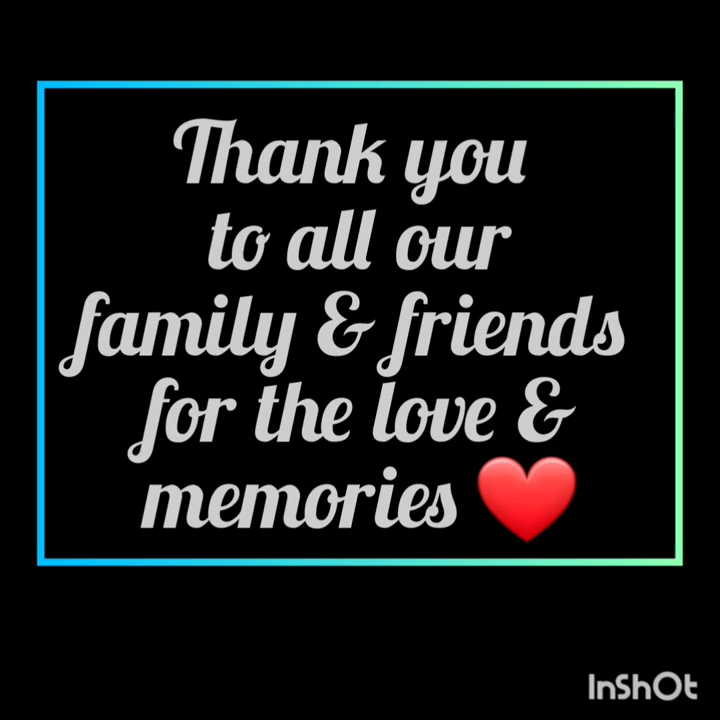 Thank you
to all our
family & friends
for the love &
memories ❤️
InShOt